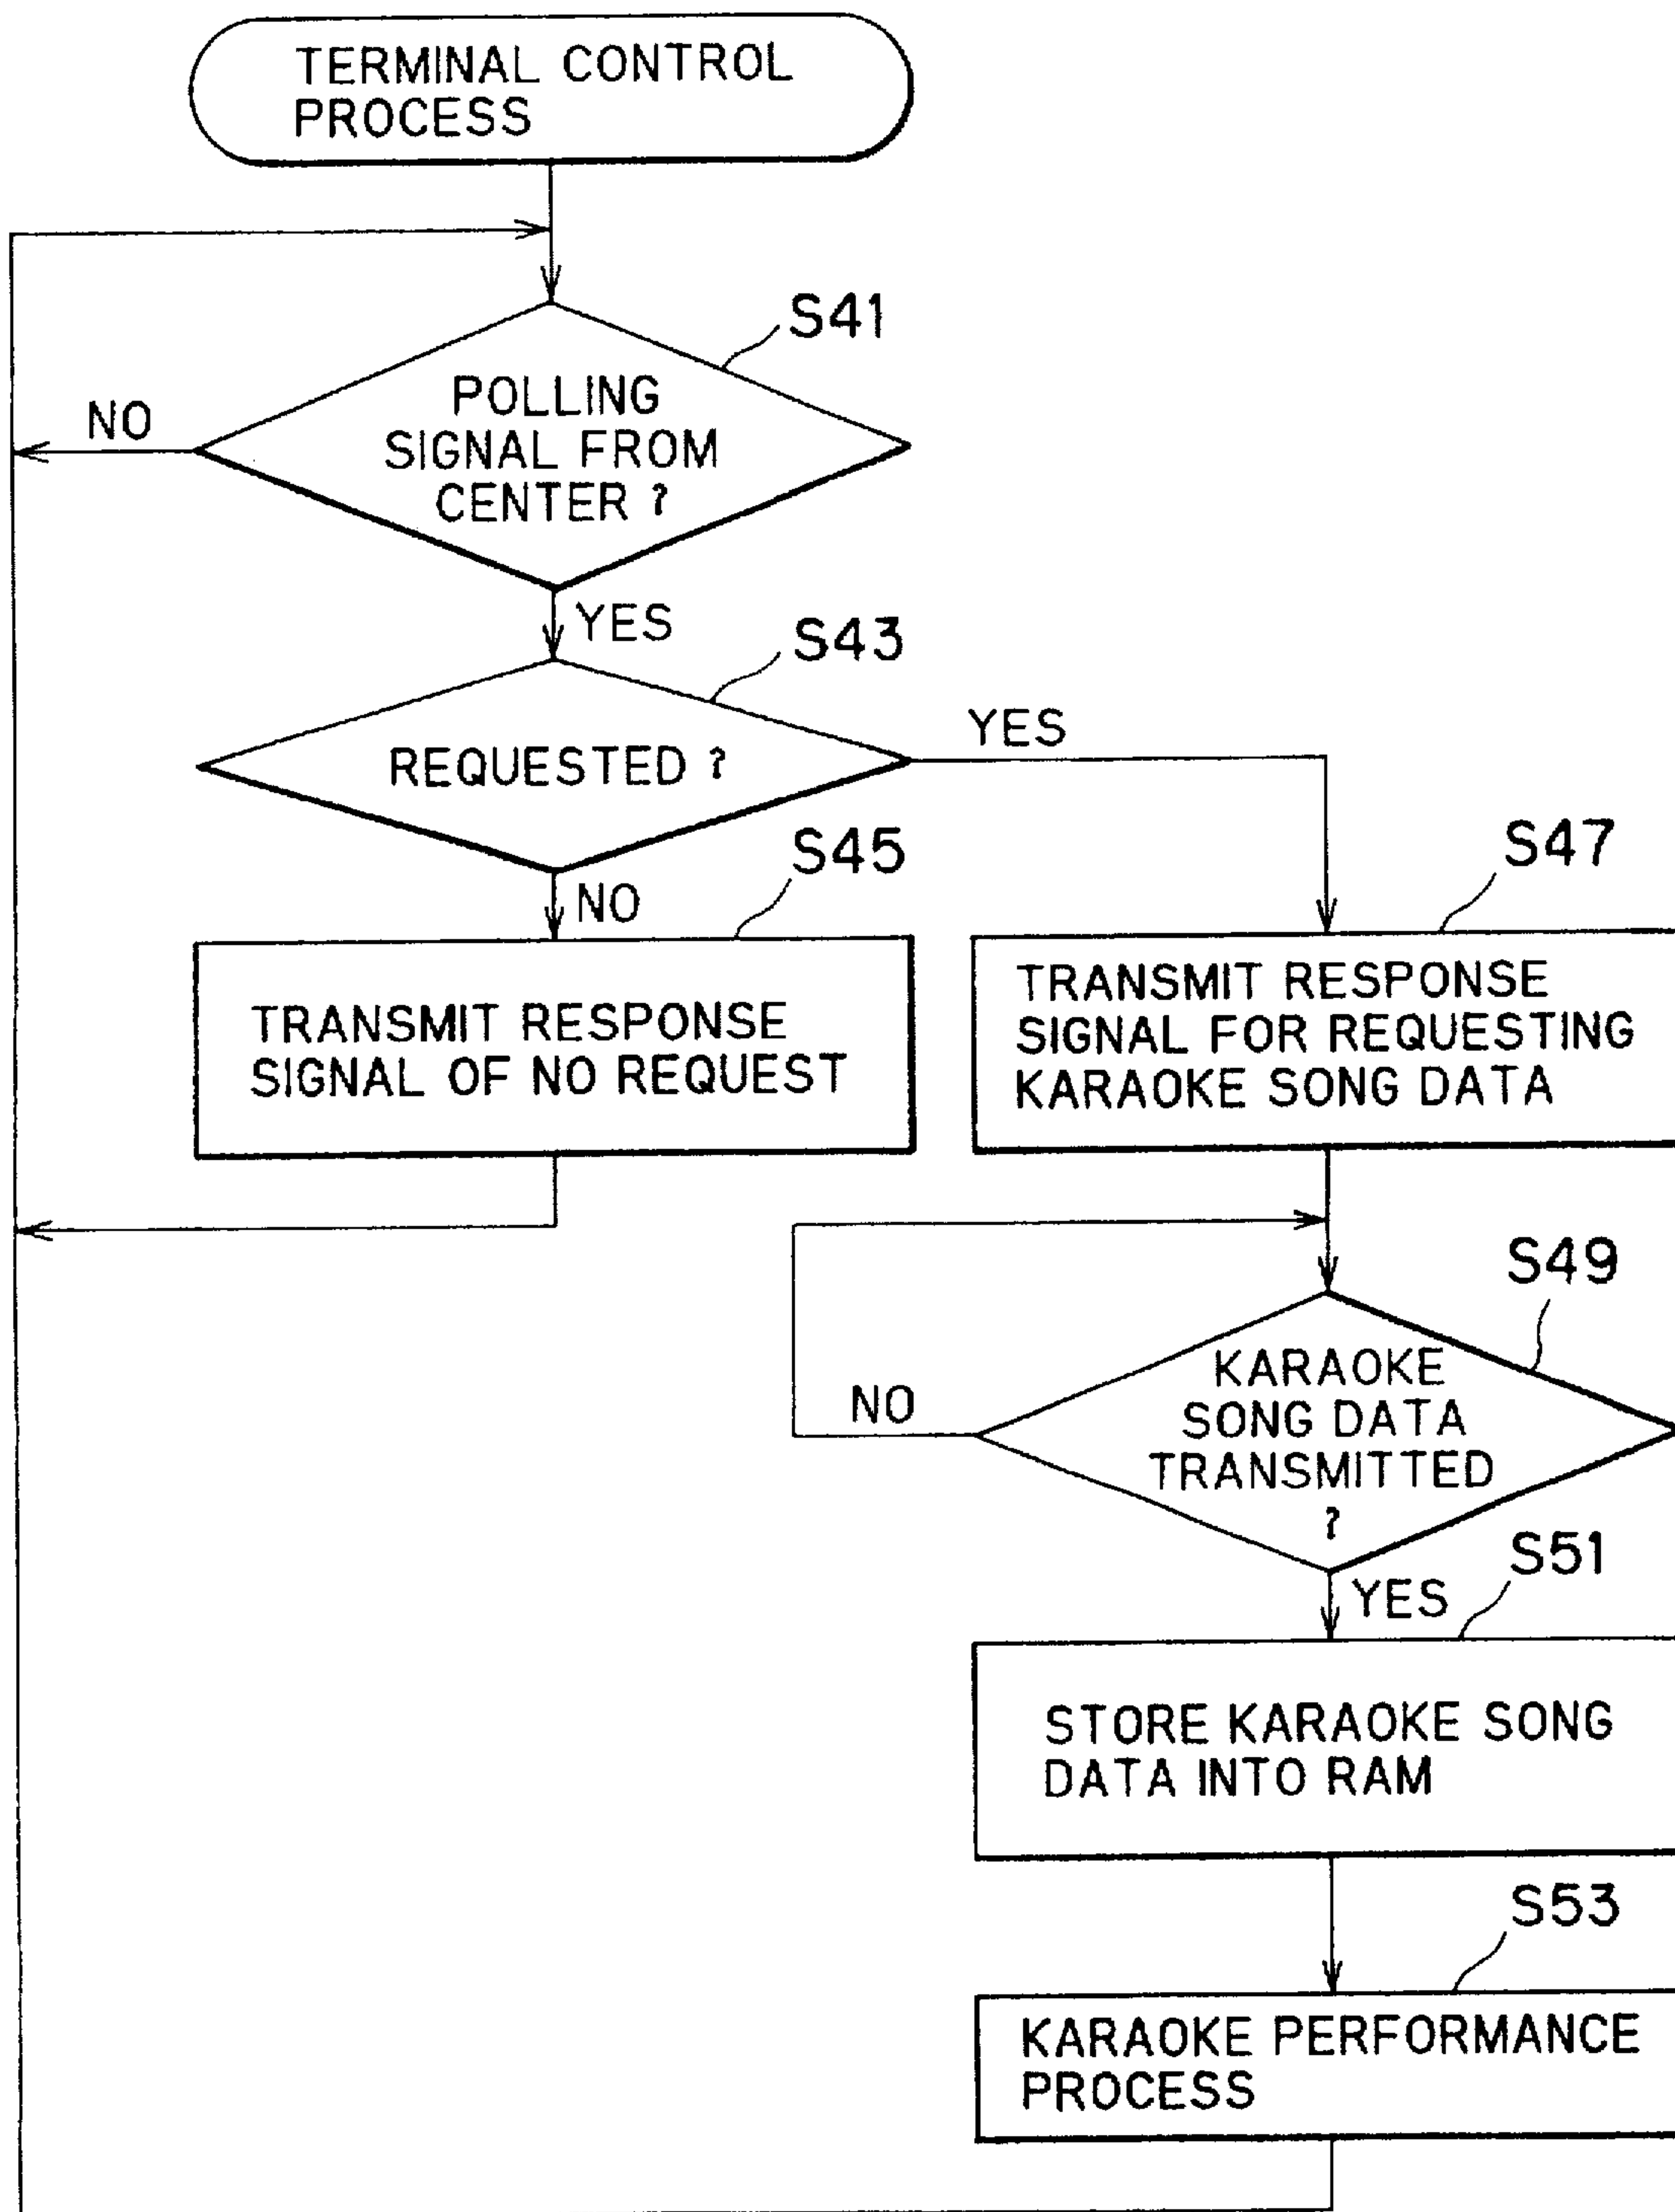 TERMINAL CONTROL
PROCESS
S41
POLLING
SIGNAL FROM
CENTER ?
NO
YES
S43
REQUESTED ?
YES
S45
NO
TRANSMIT RESPONSE
SIGNAL OF NO REQUEST
S47
TRANSMIT RESPONSE
SIGNAL FOR REQUESTING
KARAOKE SONG DATA
S49
KARAOKE
SONG DATA
TRANSMITTED
?
NO
YES
S51
STORE KARAOKE SONG
DATA INTO RAM
S53
KARAOKE PERFORMANCE
PROCESS